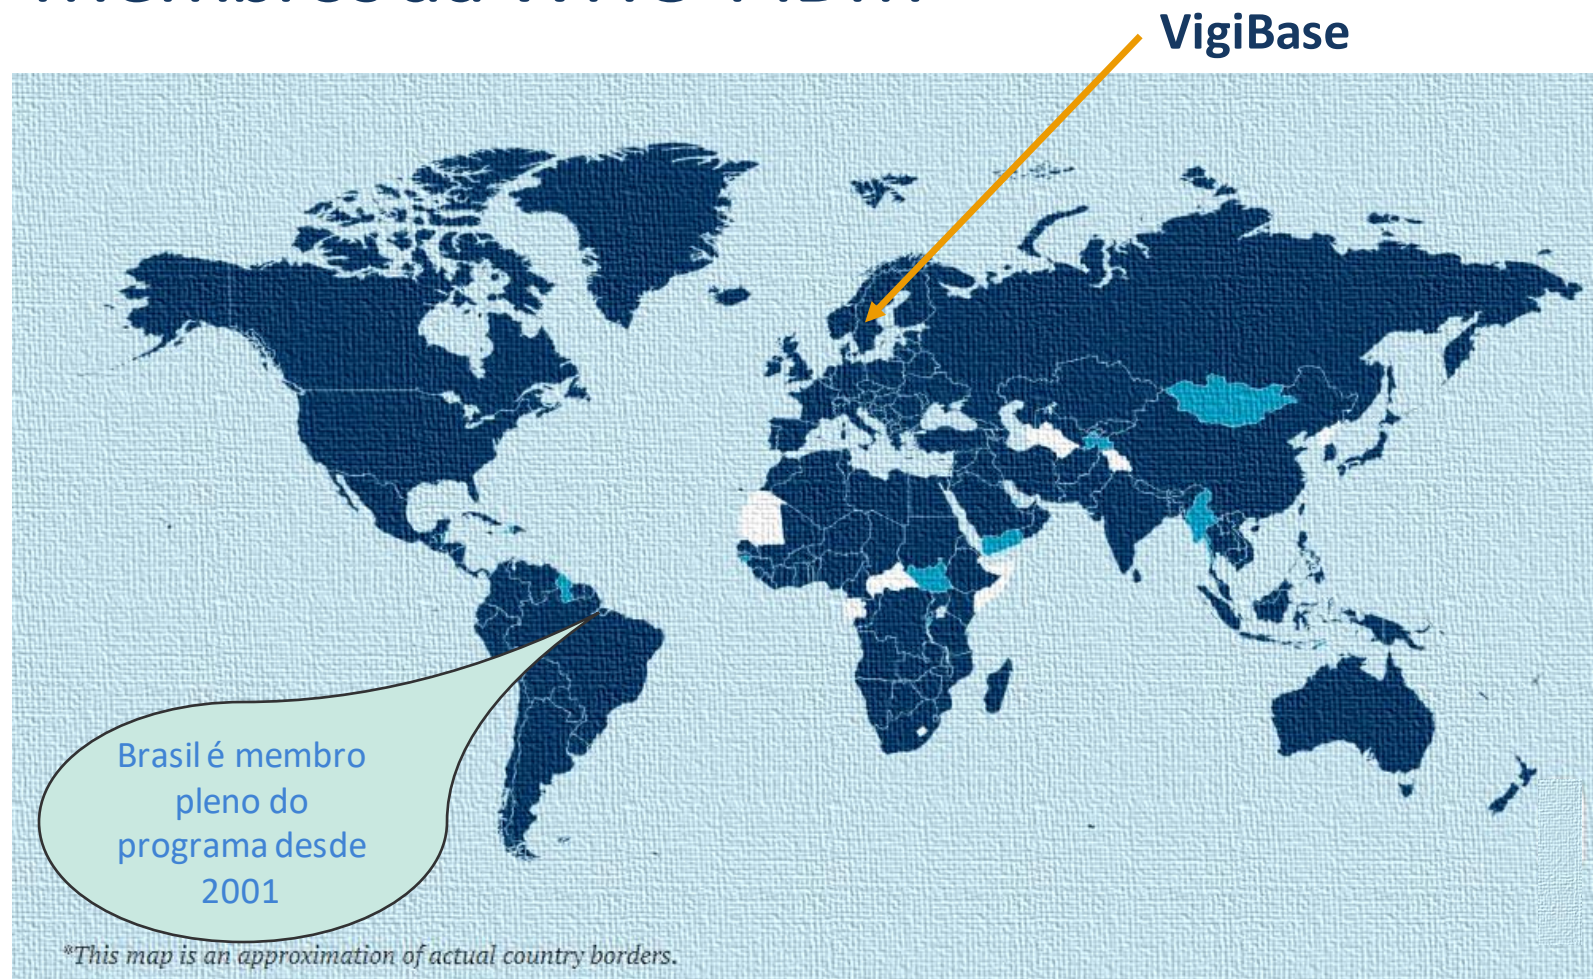 VigiBase
Brasil é membro
pleno do
programa desde
2001
*This map is an approximation of actual country borders.